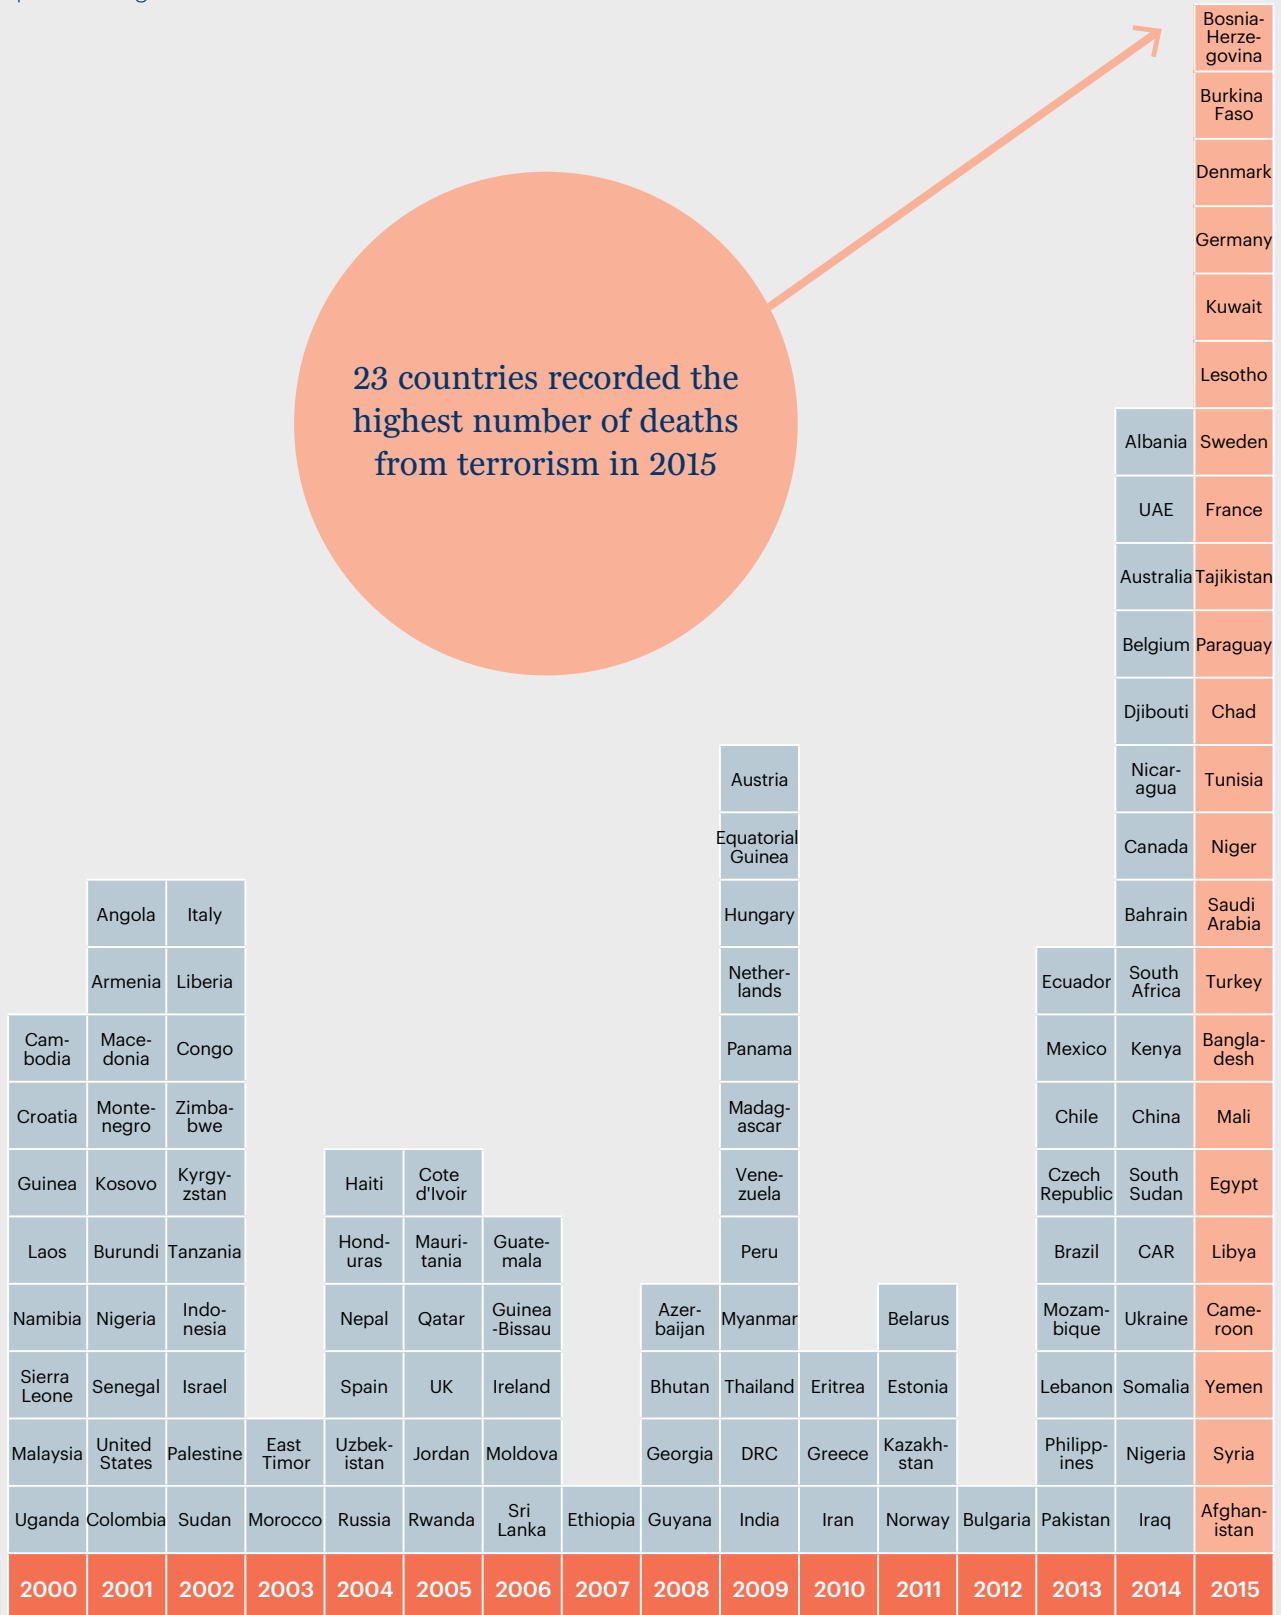 23 countries recorded the
highest number of deaths
from terrorism in 2015
Cam-
bodia
Croatia
Guinea
Laos
Namibia
Sierra
Leone
Malaysia
Uganda
2000
Angola
Armenia
Mace-
donia
Monte-
negro
Kosovo
Burundi
Nigeria
Senegal
United
States
Colombia
2001
Italy
Liberia
Congo
Zimba-
bwe
Kyrgy-
zstan
Tanzania
Indo-
nesia
Israel
Palestine
Sudan
2002
East
Timor
Morocco
2003
Haiti
Hond-
uras
Nepal
Spain
Uzbek-
istan
Russia
2004
Cote
d'Ivoir
Mauri-
tania
Qatar
UK
Jordan
Rwanda
2005
Guate-
mala
Guinea
-Bissau
Ireland
Moldova
Sri
Lanka
2006
Ethiopia
2007
Azer-
baijan
Bhutan
Georgia
Guyana
2008
Austria
Equatorial
Guinea
Hungary
Nether-
lands
Panama
Madag-
ascar
Vene-
zuela
Peru
Myanmar
Thailand
DRC
India
2009
Eritrea
Greece
Iran
2010
Belarus
Estonia
Kazakh-
stan
Norway
2011
Bulgaria
2012
Ecuador
Mexico
Chile
Czech
Republic
Brazil
Mozam-
bique
Lebanon
Philipp-
ines
Pakistan
2013
Albania
UAE
Australia
Belgium
Djibouti
Nicar-
agua
Canada
Bahrain
South
Africa
Kenya
China
South
Sudan
CAR
Ukraine
Somalia
Nigeria
Iraq
2014
Bosnia-
Herze-
govina
Burkina
Faso
Denmark
Germany
Kuwait
Lesotho
Sweden
France
Tajikistan
Paraguay
Chad
Tunisia
Niger
Saudi
Arabia
Turkey
Bangla-
desh
Mali
Egypt
Libya
Came-
roon
Yemen
Syria
Afghan-
istan
2015